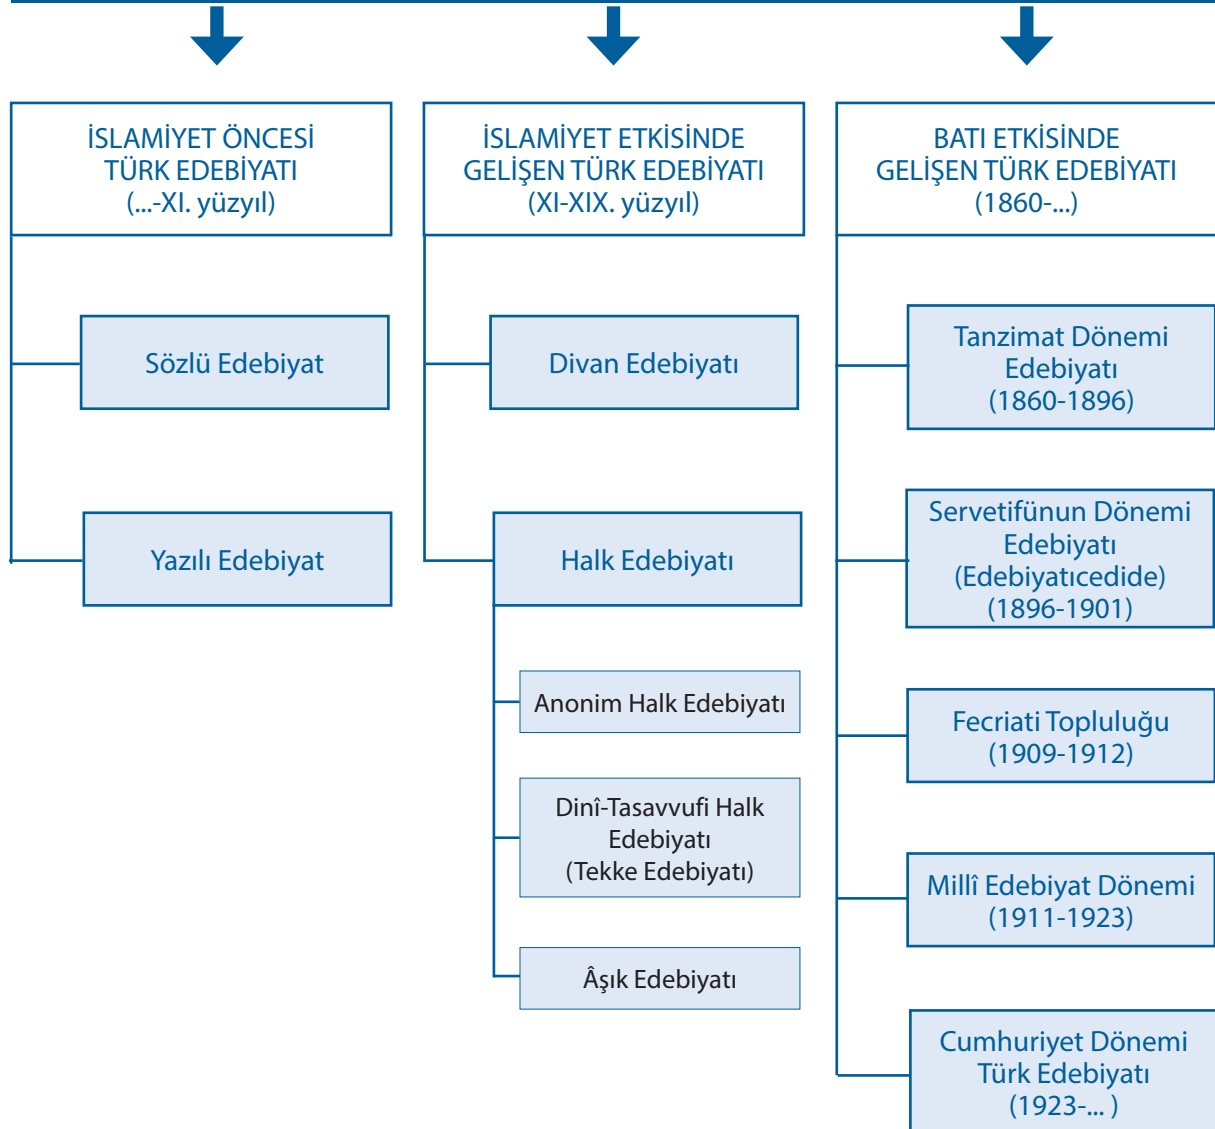 İSLAMİYET ÖNCESİ
TÜRK EDEBİYATI
(...-XI. yüzyıl)
Sözlü Edebiyat
Yazılı Edebiyat
İSLAMİYET ETKİSİNDE
GELİŞEN TÜRK EDEBİYATI
(XI-XIX. yüzyıl)
Divan Edebiyatı
Halk Edebiyatı
Anonim Halk Edebiyatı
Dinî-Tasavvufi Halk
Edebiyatı
(Tekke Edebiyatı)
Âşık Edebiyatı
BATI ETKİSİNDE
GELİŞEN TÜRK EDEBİYATI
(1860-...)
Tanzimat Dönemi
Edebiyatı
(1860-1896)
Servetifünun Dönemi
Edebiyatı
(Edebiyatıcedide)
(1896-1901)
Fecriati Topluluğu
(1909-1912)
Millî Edebiyat Dönemi
(1911-1923)
Cumhuriyet Dönemi
Türk Edebiyatı
(1923-... )